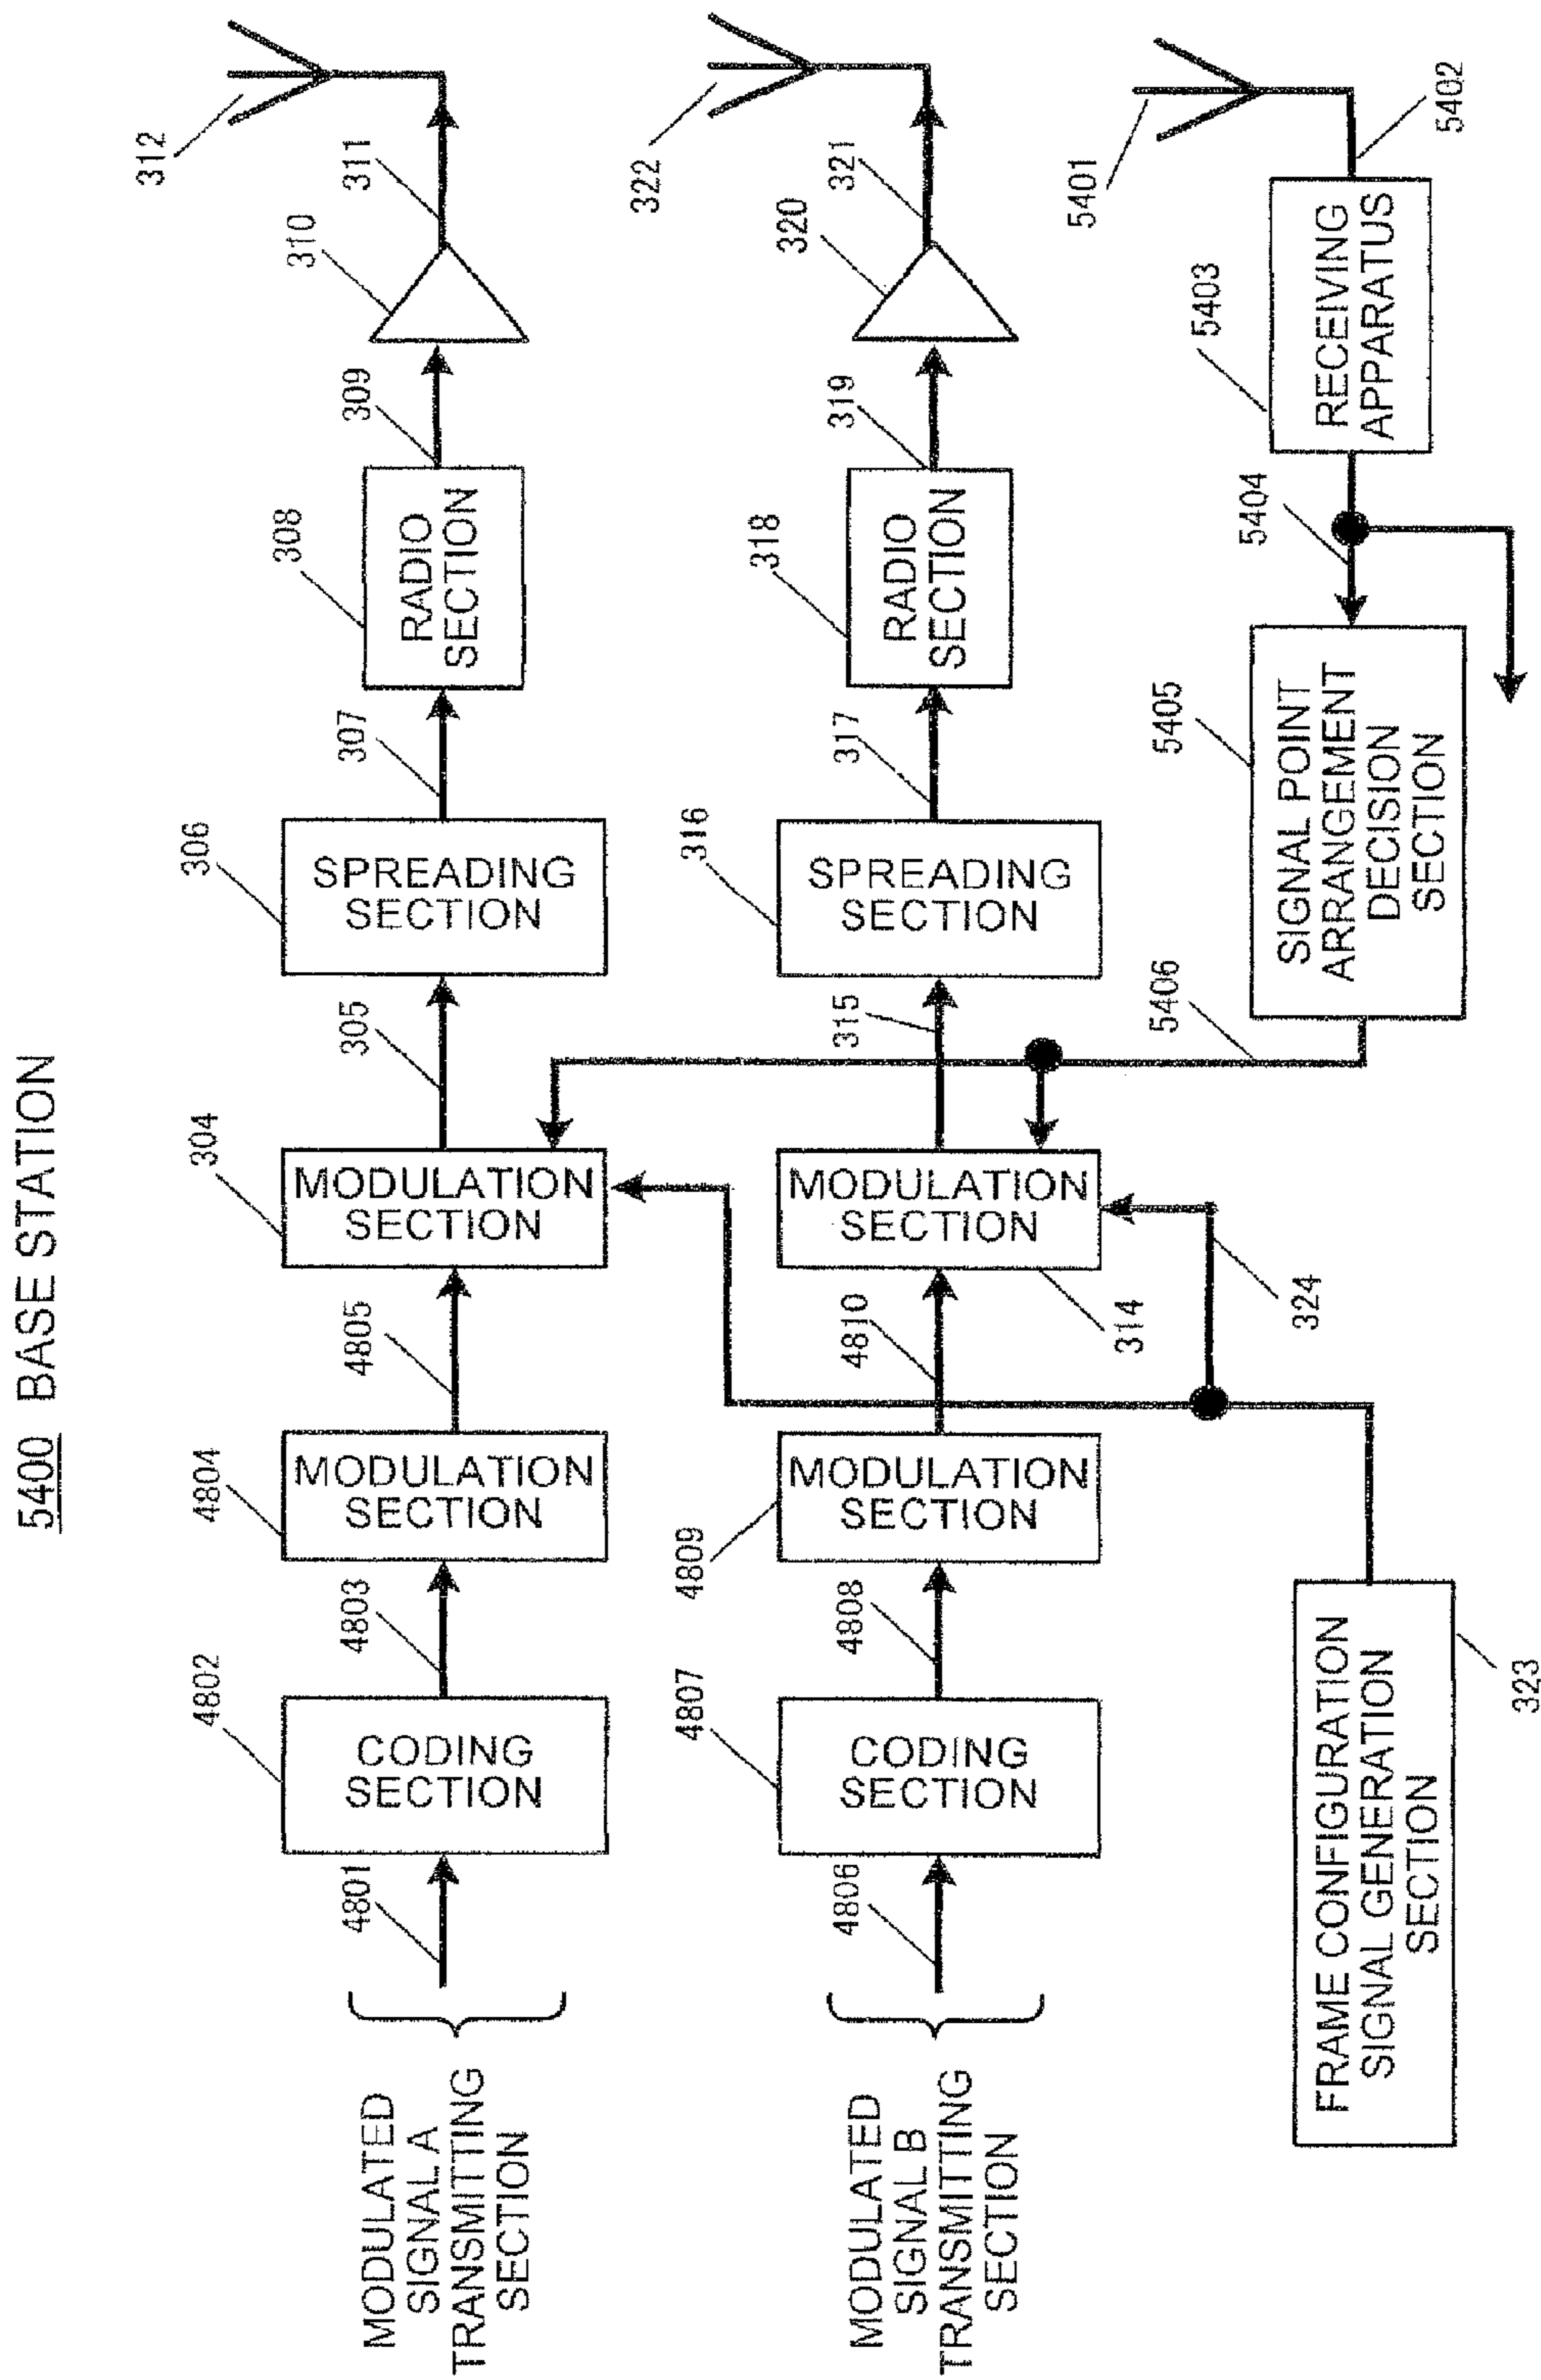 5400 BASE STATION
MODULATED
SIGNAL A
TRANSMITTING
SECTION
4801
4802
CODING
SECTION
4803
4804
MODULATION
SECTION
4805
304
MODULATION
SECTION
305
306
SPREADING
SECTION
307
308
RADIO
SECTION
309
310
311
312
MODULATED
SIGNAL B
TRANSMITTING
SECTION
4806
4807
CODING
SECTION
4808
4809
MODULATION
SECTION
4810
314
MODULATION
SECTION
315
316
SPREADING
SECTION
317
318
RADIO
SECTION
319
320
321
322
324
FRAME CONFIGURATION
SIGNAL GENERATION
SECTION
323
5406
SIGNAL POINT
ARRANGEMENT
DECISION
SECTION
5405
5404
RECEIVING
APPARATUS
5403
5401
5402